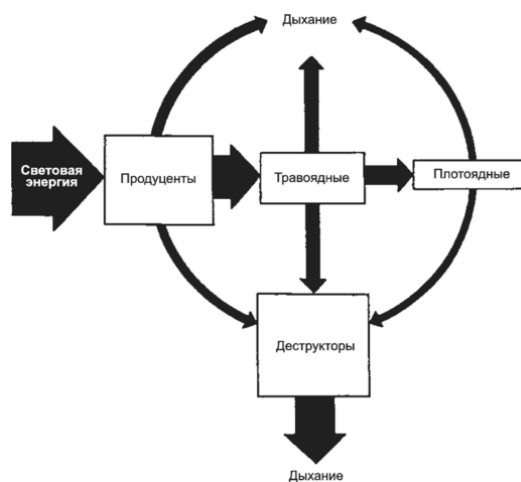 Дыхание
Световая
энергия
Продуценты
Травоядные
Плотоядные
Деструкторы
Дыхание